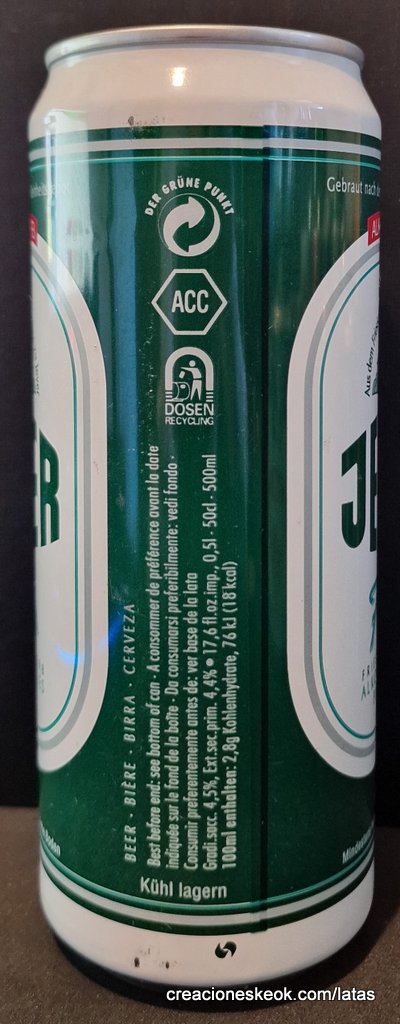 DER GRÜNE PUNKT
Gebraut nach
ACC
Aus dem
DOSEN
RECYCLING
ER
JE
BEER · BIÈRE · BIRRA · CERVEZA
Best before end: see bottom of can · A consommer de préférence avant la date
indiquée sur le fond de la boîte · Da consumarsi preferibilmente: vedi fondo ·
Consumir preferentemente antes de: ver base de la lata
Gradi.sacc. 4,5%, Ext.sec.prim. 4,4% • 17,6 fl.oz.imp., 0,5l · 50cl · 500ml
100ml enthalten: 2,8g Kohlenhydrate, 76 kJ (18 kcal)
Kühl lagern
creacioneskeok.com/latas